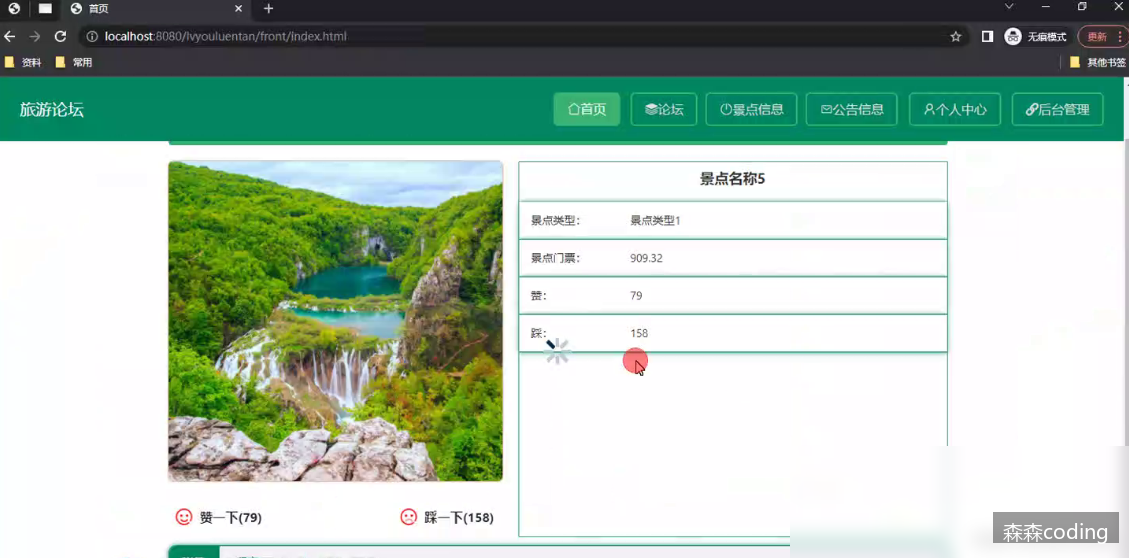 首页
localhost:8080/lvyouluentan/front/index.html
无痕模式
更新
资料
常用
其他书签
旅游论坛
首页
论坛
景点信息
公告信息
个人中心
后台管理
景点名称5
景点类型: 景点类型1
景点门票: 909.32
赞: 79
踩: 158
赞一下(79)
踩一下(158)
森森coding